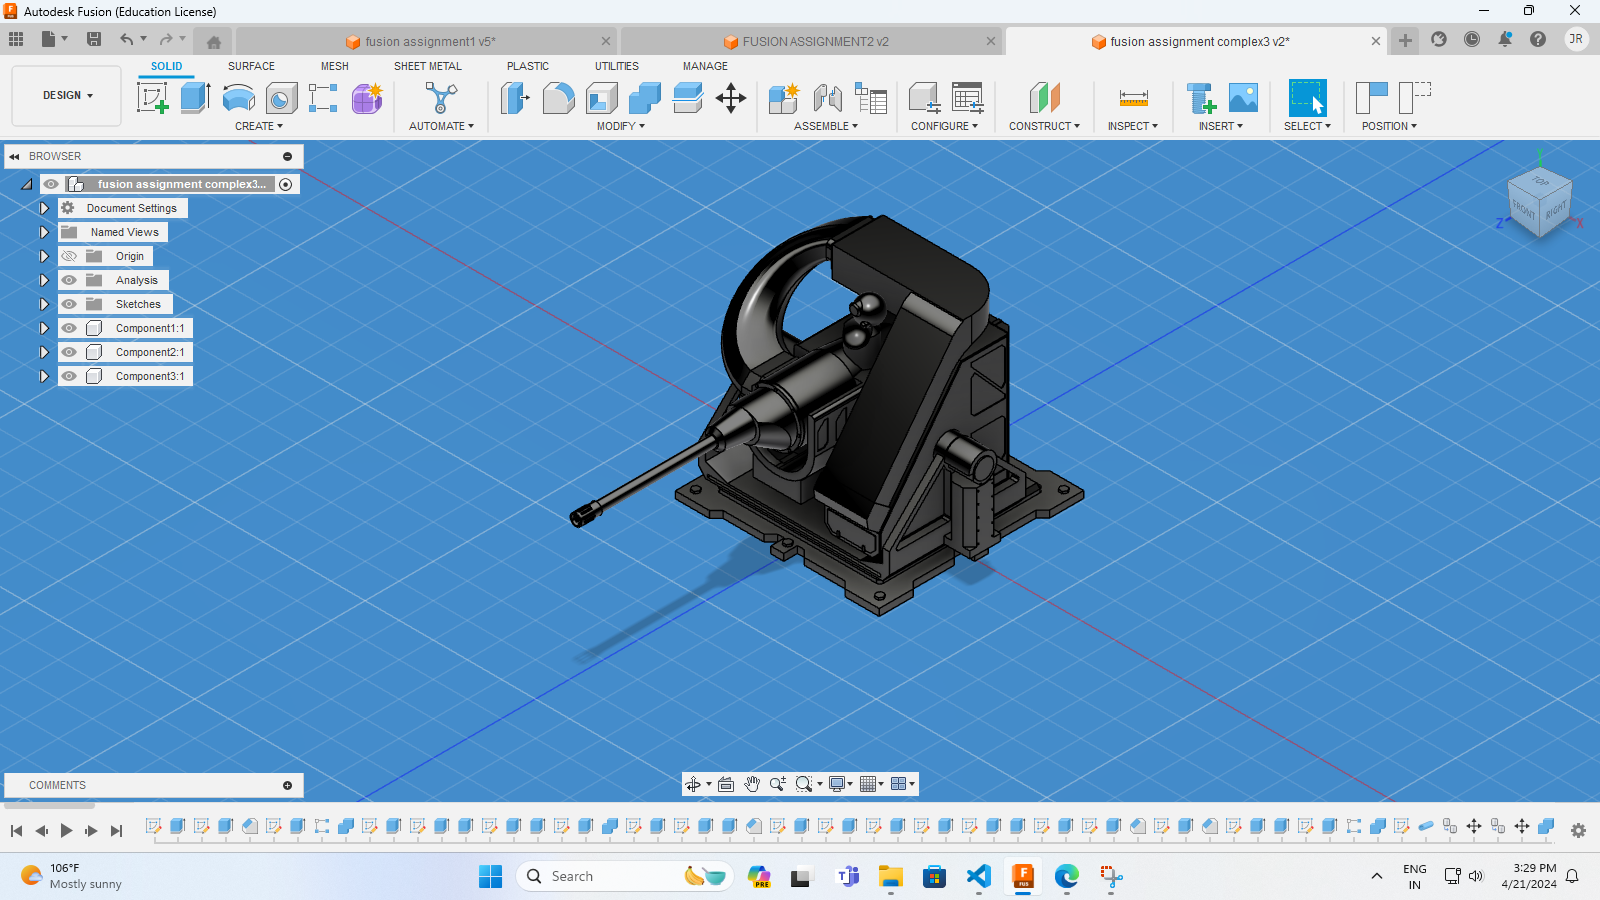 Autodesk Fusion (Education License)
fusion assignment1 v5*
FUSION ASSIGNMENT2 v2
fusion assignment complex3 v2*
JR
SOLID
SURFACE
MESH
SHEET METAL
PLASTIC
UTILITIES
MANAGE
DESIGN
CREATE
AUTOMATE
MODIFY
ASSEMBLE
CONFIGURE
CONSTRUCT
INSPECT
INSERT
SELECT
POSITION
BROWSER
fusion assignment complex3...
Document Settings
Named Views
Origin
Analysis
Sketches
Component1:1
Component2:1
Component3:1
Y
TOP
FRONT
RIGHT
Z
X
COMMENTS
106°F
Mostly sunny
Search
PRE
F
FUS
ENG
IN
3:29 PM
4/21/2024